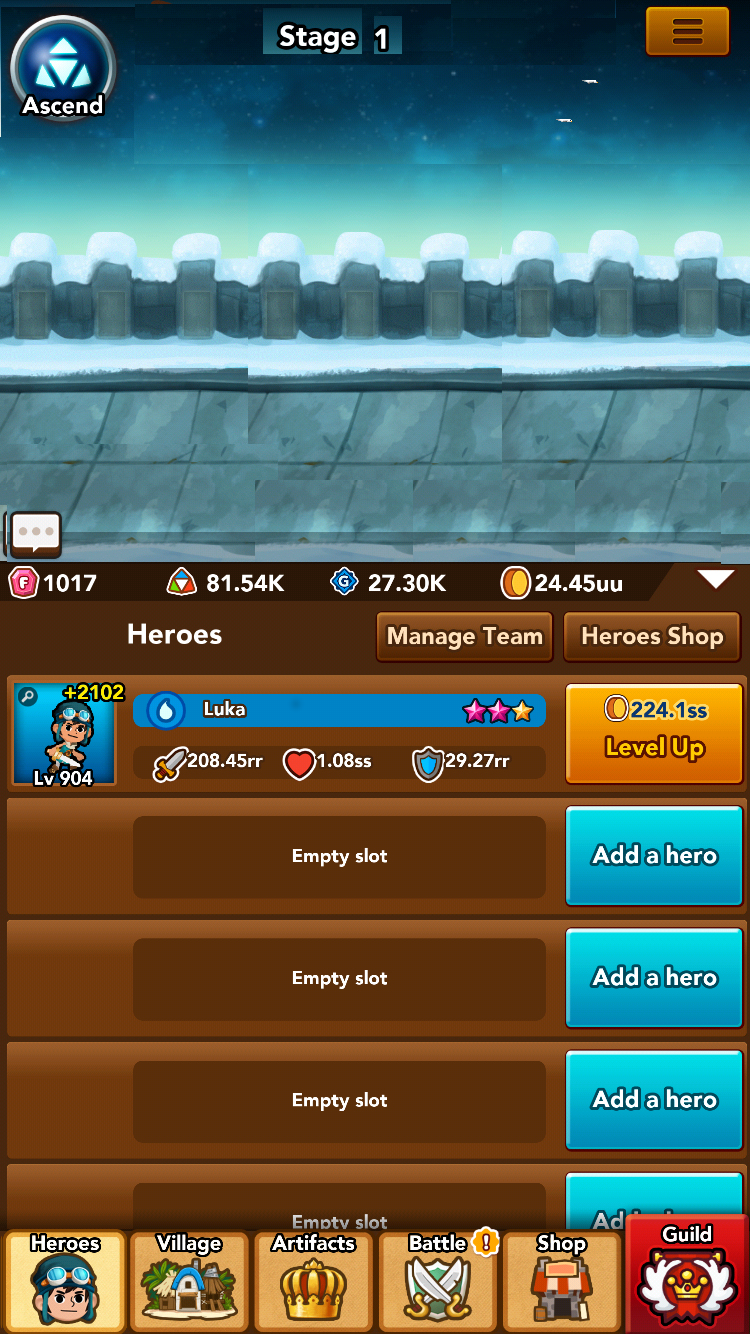 Stage 1
Ascend
F 1017 81.54K G 27.30K 24.45uu
Heroes Manage Team Heroes Shop
+2102
Luka
Lv 904
208.45rr 1.08ss 29.27rr
224.1ss
Level Up
Empty slot Add a hero
Empty slot Add a hero
Empty slot Add a hero
Empty slot
Heroes Village Artifacts Battle ! Shop Guild